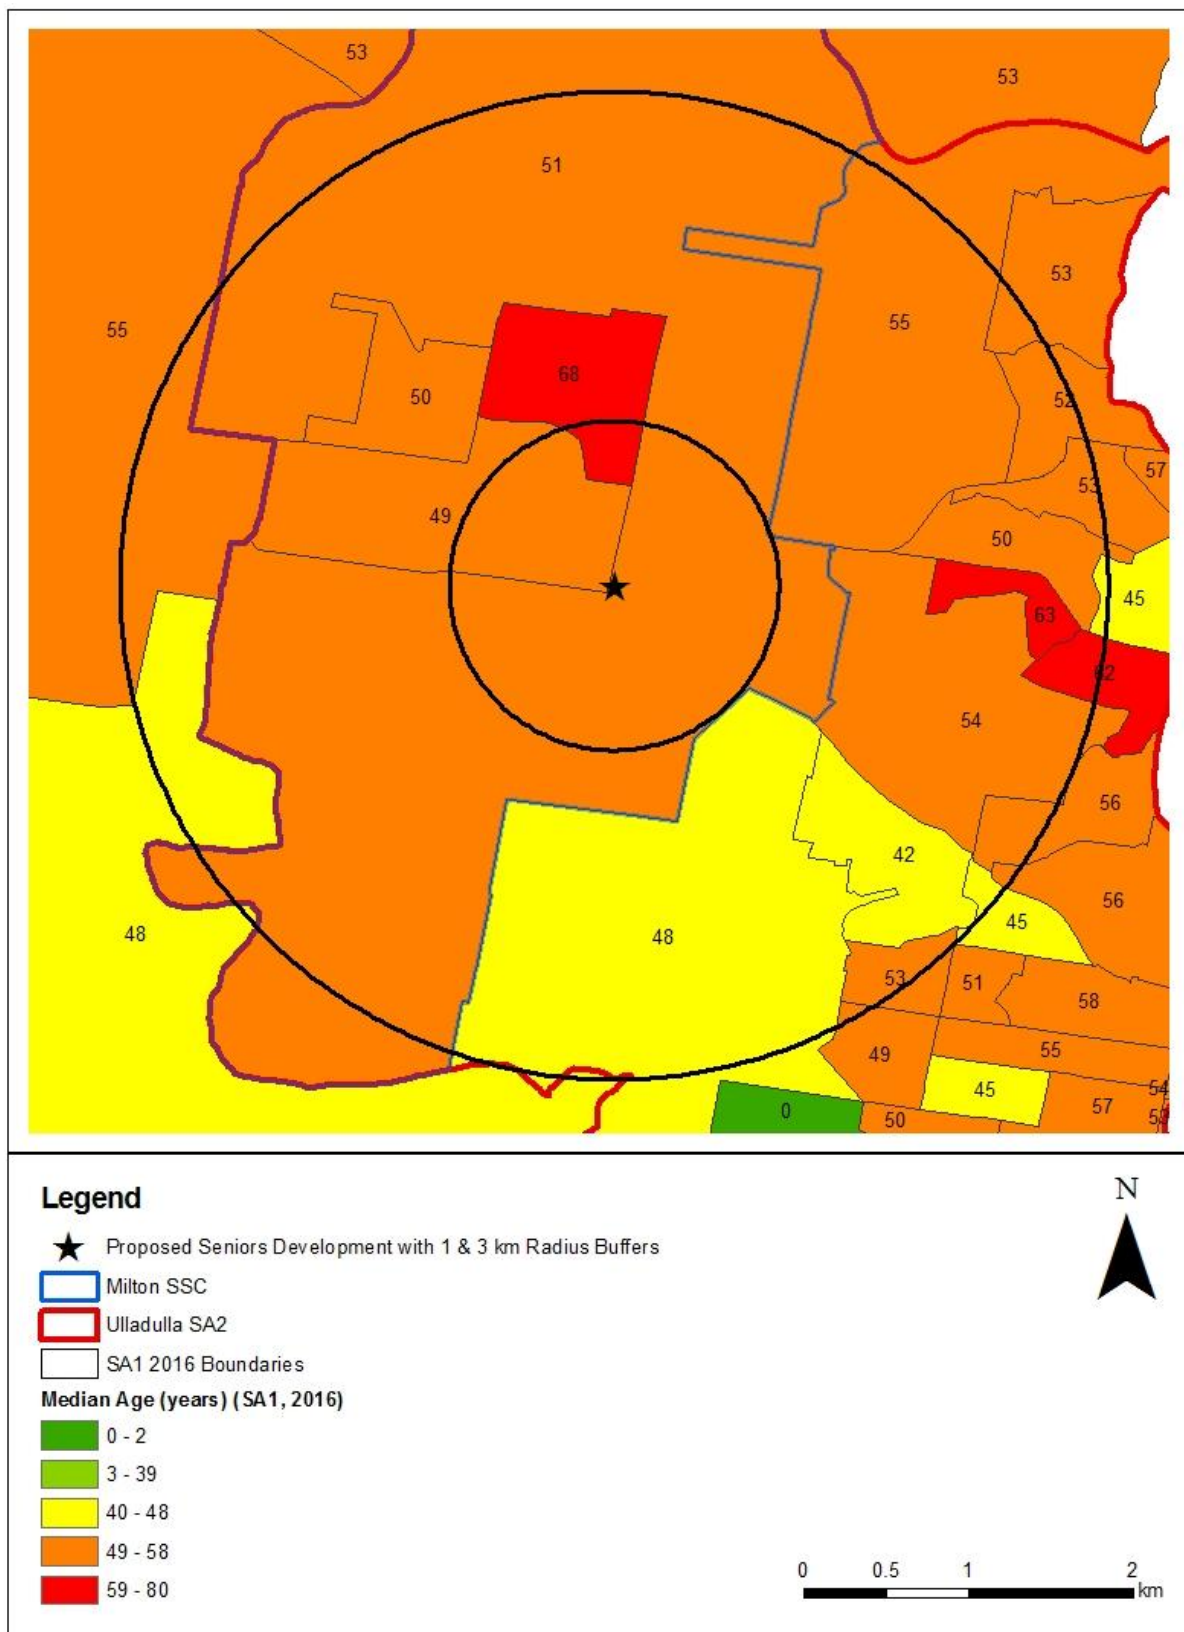 53
53
51
53
55
55
68
50
52
57
53
49
50
45
63
62
54
56
42
56
45
48
48
53
51
58
49
55
45
54
57
0
50
Legend
Proposed Seniors Development with 1 & 3 km Radius Buffers
Milton SSC
Ulladulla SA2
SA1 2016 Boundaries
Median Age (years) (SA1, 2016)
0 - 2
3 - 39
40 - 48
49 - 58
59 - 80
N
0 0.5 1 2
km